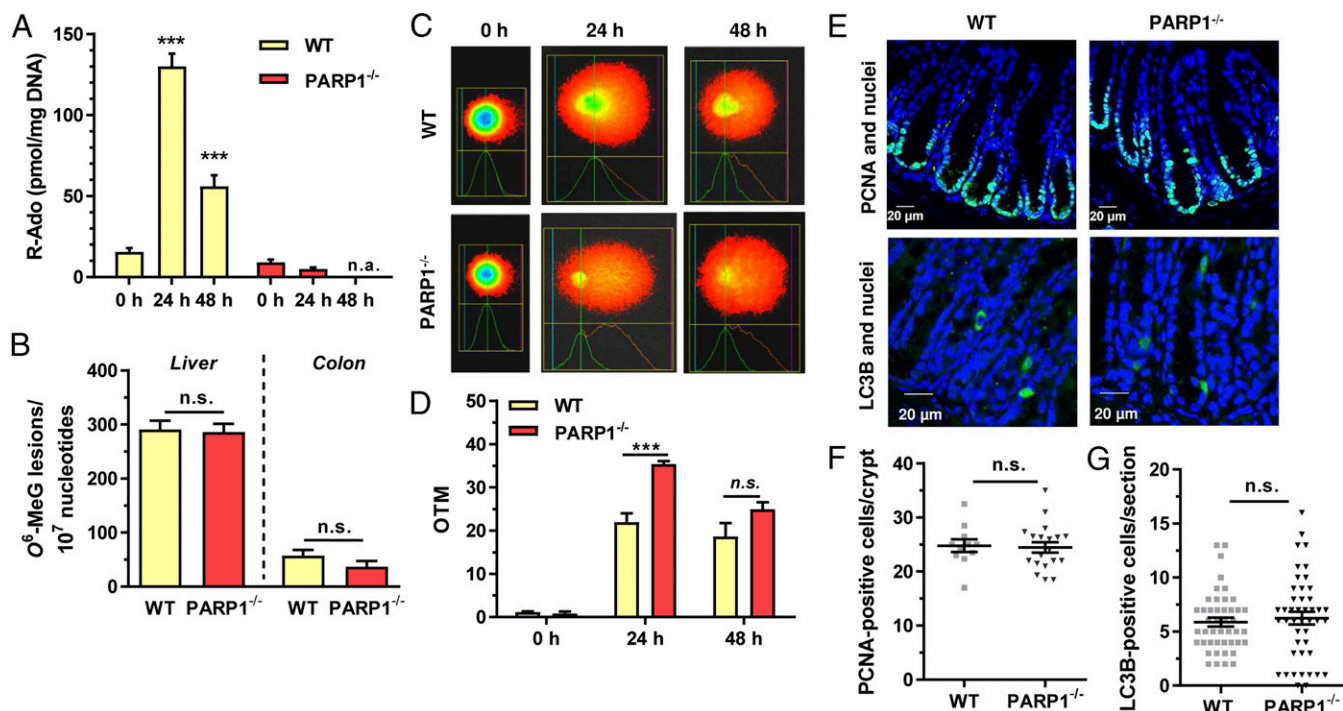 A
R-Ado (pmol/mg DNA)
150
100
50
0
***
***
n.a.
WT
PARP1-/-
0 h 24 h 48 h 0 h 24 h 48 h
B
O6-MeG lesions/
107 nucleotides
400
300
200
100
0
Liver
Colon
n.s.
n.s.
WT PARP1-/- WT PARP1-/-
C
0 h 24 h 48 h
WT
PARP1-/-
D
WT
PARP1-/-
OTM
50
40
30
20
10
0
***
n.s.
0 h 24 h 48 h
E
WT PARP1-/-
PCNA and nuclei
20 µm
20 µm
LC3B and nuclei
20 µm
20 µm
F
PCNA-positive cells/crypt
40
30
20
10
0
n.s.
WT PARP1-/-
G
LC3B-positive cells/section
20
15
10
5
0
n.s.
WT PARP1-/-